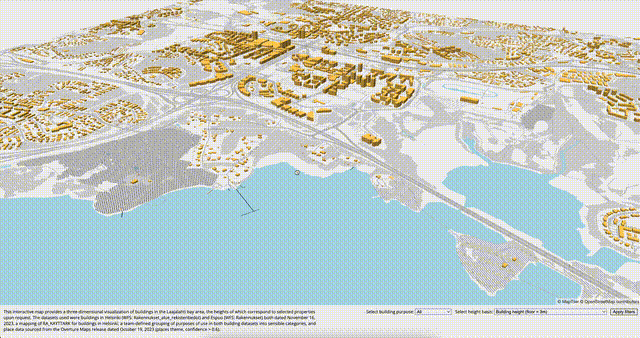 © MapTiler © OpenStreetMap contributors
This interactive map provides a three-dimensional visualization of buildings in the Laajalahti bay area, the heights of which correspond to selected properties
upon request. The datasets used were buildings in Helsinki (WFS: Rakennukset_alue_rekisteritiedot) and Espoo (WFS: Rakennukset) both dated November 16,
2023, a mapping of RA_KAYTTARK for buildings in Helsinki, a team-defined grouping of purposes of use in both building datasets into sensible categories, and
place data sourced from the Overture Maps release dated October 19, 2023 (places theme, confidence > 0.6).
Select building purpose: All Select height basis: Building height (floor = 3m) Apply filters